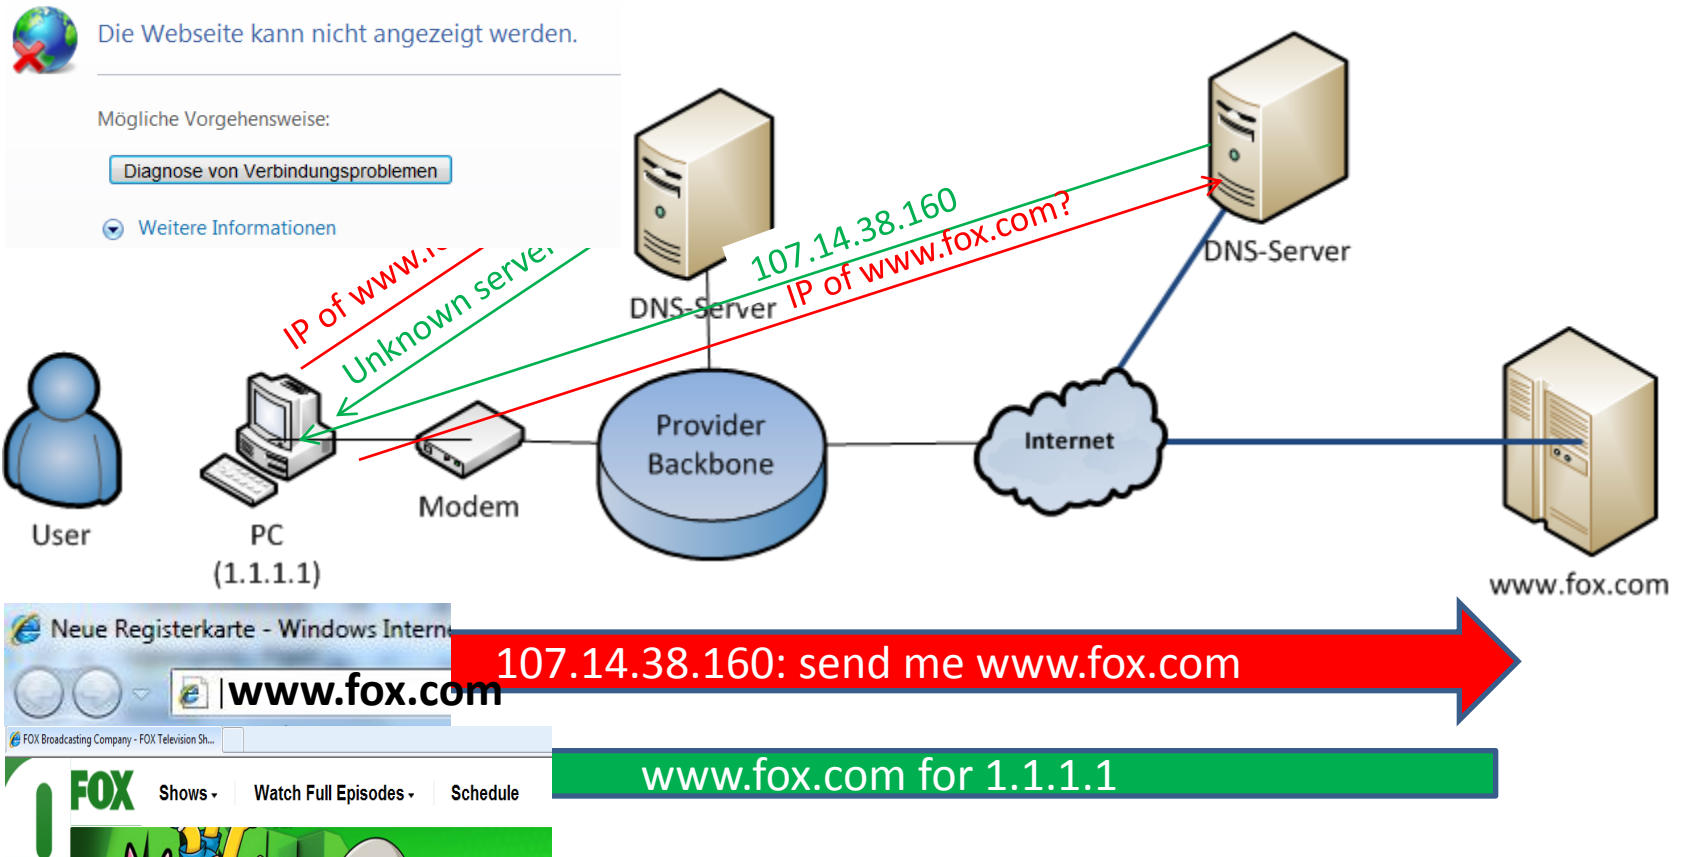 Die Webseite kann nicht angezeigt werden.
Mögliche Vorgehensweise:
Diagnose von Verbindungsproblemen
Weitere Informationen
IP of www.
Unknown server
107.14.38.160
IP of www.fox.com?
DNS-Server
DNS-Server
Provider
Backbone
Internet
Modem
User
PC
(1.1.1.1)
www.fox.com
Neue Registerkarte - Windows Intern
107.14.38.160: send me www.fox.com
|www.fox.com
FOX Broadcasting Company - FOX Television Sh...
www.fox.com for 1.1.1.1
FOX
Shows
Watch Full Episodes
Schedule